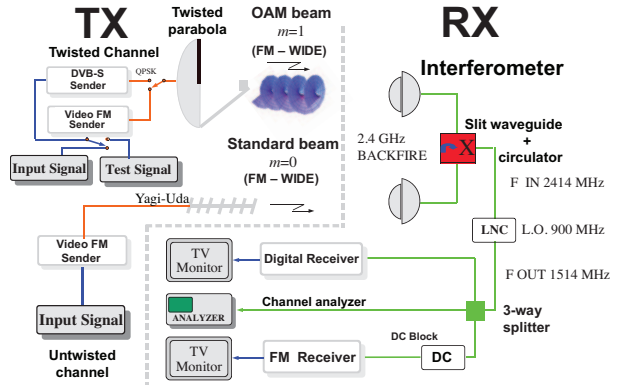 TX
Twisted Channel
DVB-S
Sender
QPSK
Video FM
Sender
Input Signal
Test Signal
Twisted
parabola
OAM beam
m=1
(FM – WIDE)
Standard beam
m=0
(FM – WIDE)
Yagi-Uda
Video FM
Sender
Input Signal
Untwisted
channel
RX
Interferometer
2.4 GHz
BACKFIRE
X
Slit waveguide
+
circulator
F IN 2414 MHz
LNC
L.O. 900 MHz
F OUT 1514 MHz
3-way
splitter
TV
Monitor
Digital Receiver
ANALYZER
Channel analyzer
TV
Monitor
FM Receiver
DC Block
DC